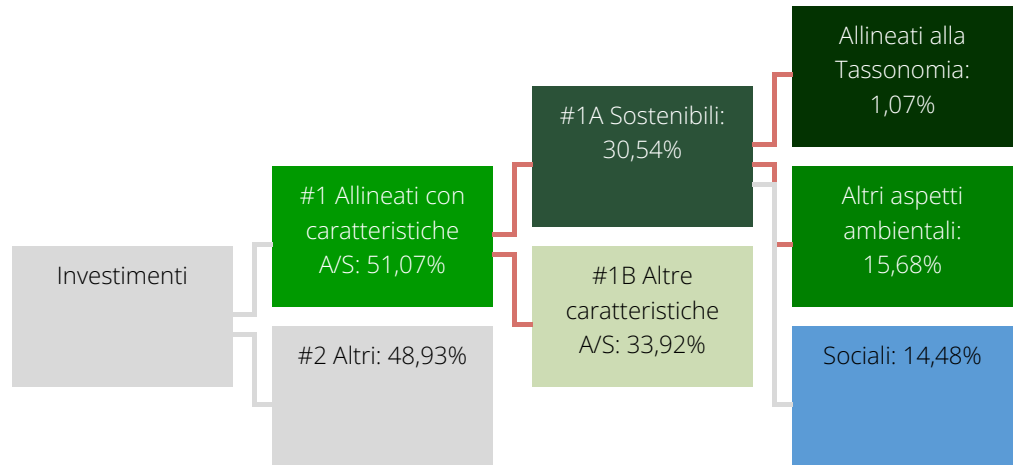 Investimenti
#1 Allineati con
caratteristiche
A/S: 51,07%
#2 Altri: 48,93%
#1A Sostenibili:
30,54%
#1B Altre
caratteristiche
A/S: 33,92%
Allineati alla
Tassonomia:
1,07%
Altri aspetti
ambientali:
15,68%
Sociali: 14,48%